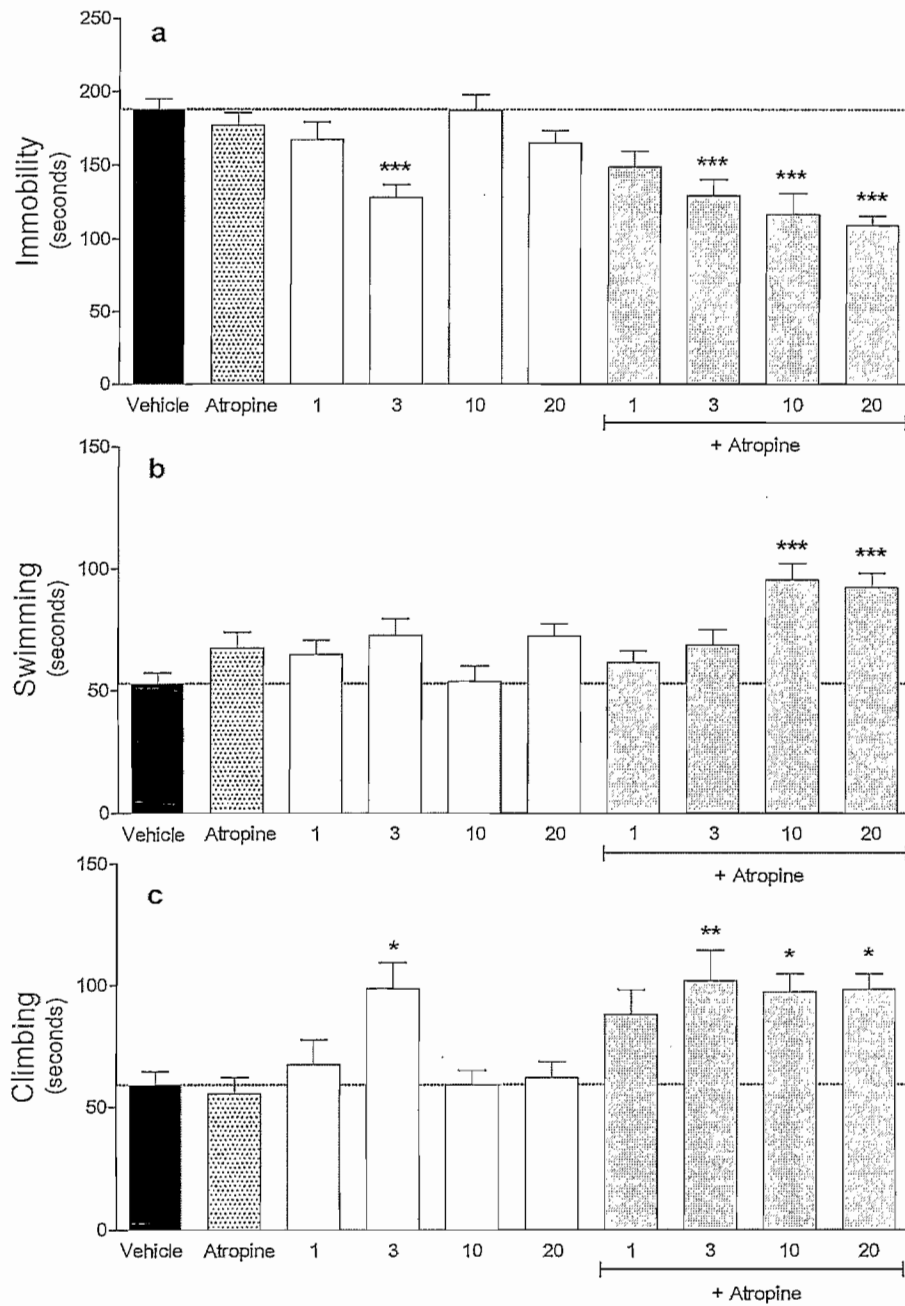 a
250
200
150
100
50
0
Immobility
(seconds)
***
***
***
***
Vehicle Atropine 1 3 10 20 1 3 10 20
+ Atropine
b
150
100
50
0
Swimming
(seconds)
***
***
Vehicle Atropine 1 3 10 20 1 3 10 20
+ Atropine
c
150
100
50
0
Climbing
(seconds)
*
**
*
*
Vehicle Atropine 1 3 10 20 1 3 10 20
+ Atropine